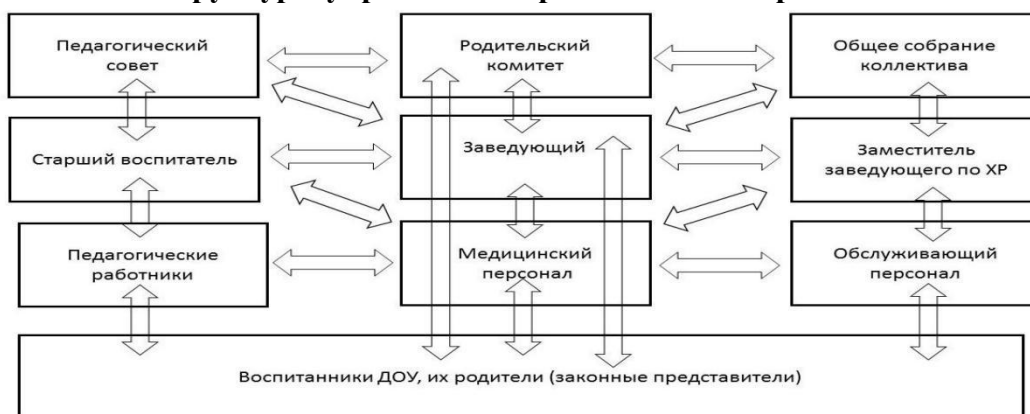 Педагогический
совет
Родительский
комитет
Общее собрание
коллектива
Старший воспитатель
Заведующий
Заместитель
заведующего по ХР
Педагогические
работники
Медицинский
персонал
Обслуживающий
персонал
Воспитанники ДОУ, их родители (законные представители)